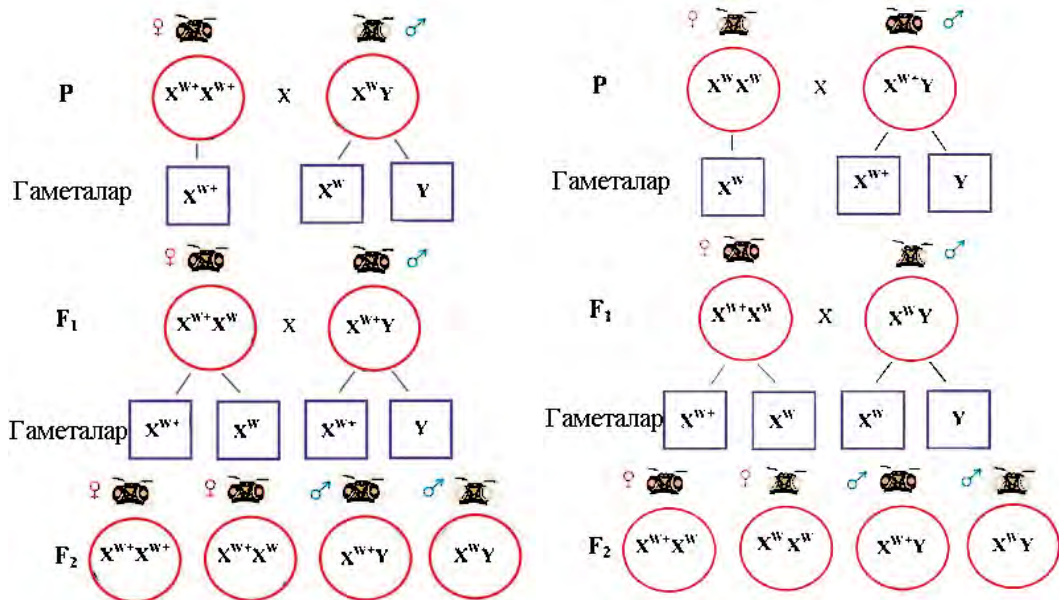 ♀ ♂
P X^W+ X^W+ X X^W Y
Гаметалар X^W+ X^W Y
♀ ♂
F₁ X^W+ X^W X X^W+ Y
Гаметалар X^W+ X^W X^W+ Y
♀ ♀ ♂ ♂
F₂ X^W+ X^W+ X^W+ X^W X^W+ Y X^W Y
♀ ♂
P X^W X^W X X^W+ Y
Гаметалар X^W X^W+ Y
♀ ♂
F₁ X^W+ X^W X X^W Y
Гаметалар X^W+ X^W X^W Y
♀ ♀ ♂ ♂
F₂ X^W+ X^W X^W X^W X^W+ Y X^W Y